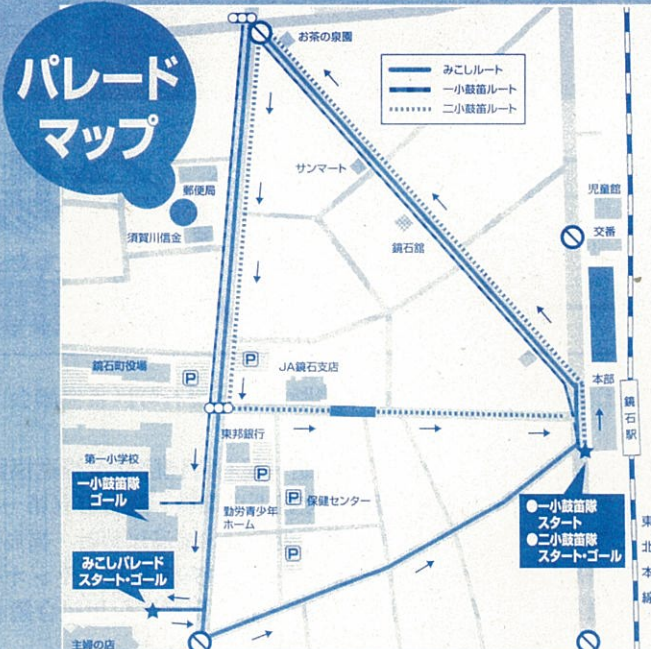 パレード
マップ
お茶の泉園
みこしルート
一小鼓笛ルート
二小鼓笛ルート
サンマート
郵便局
児童館
須賀川信金
鏡石舘
交番
鏡石町役場
P
P
JA鏡石支店
本部
鏡石駅
東邦銀行
第一小学校
P
一小鼓笛隊
ゴール
勤労青少年
ホーム
P
保健センター
●一小鼓笛隊
スタート
●二小鼓笛隊
スタート・ゴール
P
みこしパレード
スタート・ゴール
東北本線
主婦の店